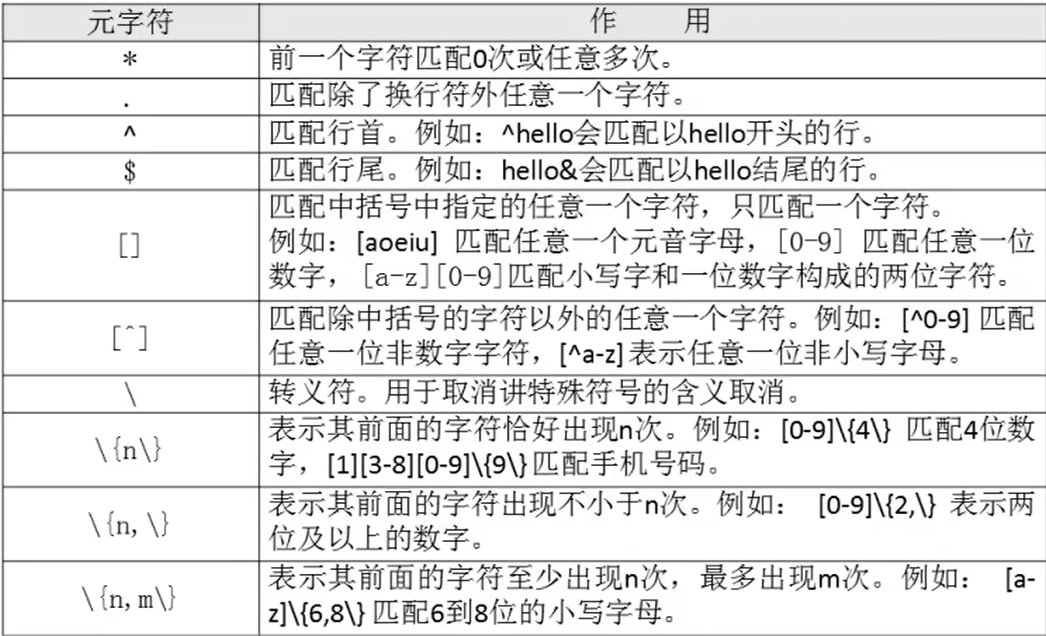 元字符 作 用
* 前一个字符匹配0次或任意多次。
. 匹配除了换行符外任意一个字符。
^ 匹配行首。例如：^hello会匹配以hello开头的行。
$ 匹配行尾。例如：hello&会匹配以hello结尾的行。
[] 匹配中括号中指定的任意一个字符，只匹配一个字符。
例如：[aoeiu] 匹配任意一个元音字母，[0-9] 匹配任意一位
数字，[a-z][0-9]匹配小写字和一位数字构成的两位字符。
[^] 匹配除中括号的字符以外的任意一个字符。例如：[^0-9] 匹配
任意一位非数字字符，[^a-z]表示任意一位非小写字母。
\ 转义符。用于取消讲特殊符号的含义取消。
\{n\} 表示其前面的字符恰好出现n次。例如：[0-9]\{4\} 匹配4位数
字，[1][3-8][0-9]\{9\}匹配手机号码。
\{n,\} 表示其前面的字符出现不小于n次。例如： [0-9]\{2,\} 表示两
位及以上的数字。
\{n,m\} 表示其前面的字符至少出现n次，最多出现m次。例如： [a-
z]\{6,8\} 匹配6到8位的小写字母。